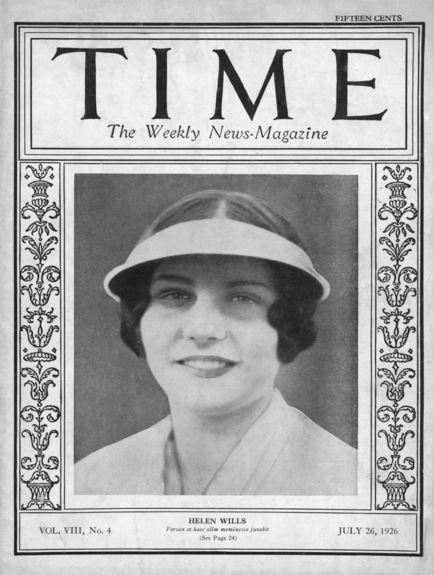 FIFTEEN CENTS
TIME
The Weekly News-Magazine
HELEN WILLS
VOL. VIII, No. 4
Forsan et haec olim meminesse juvabit
JULY 26, 1926
(See Page 24)